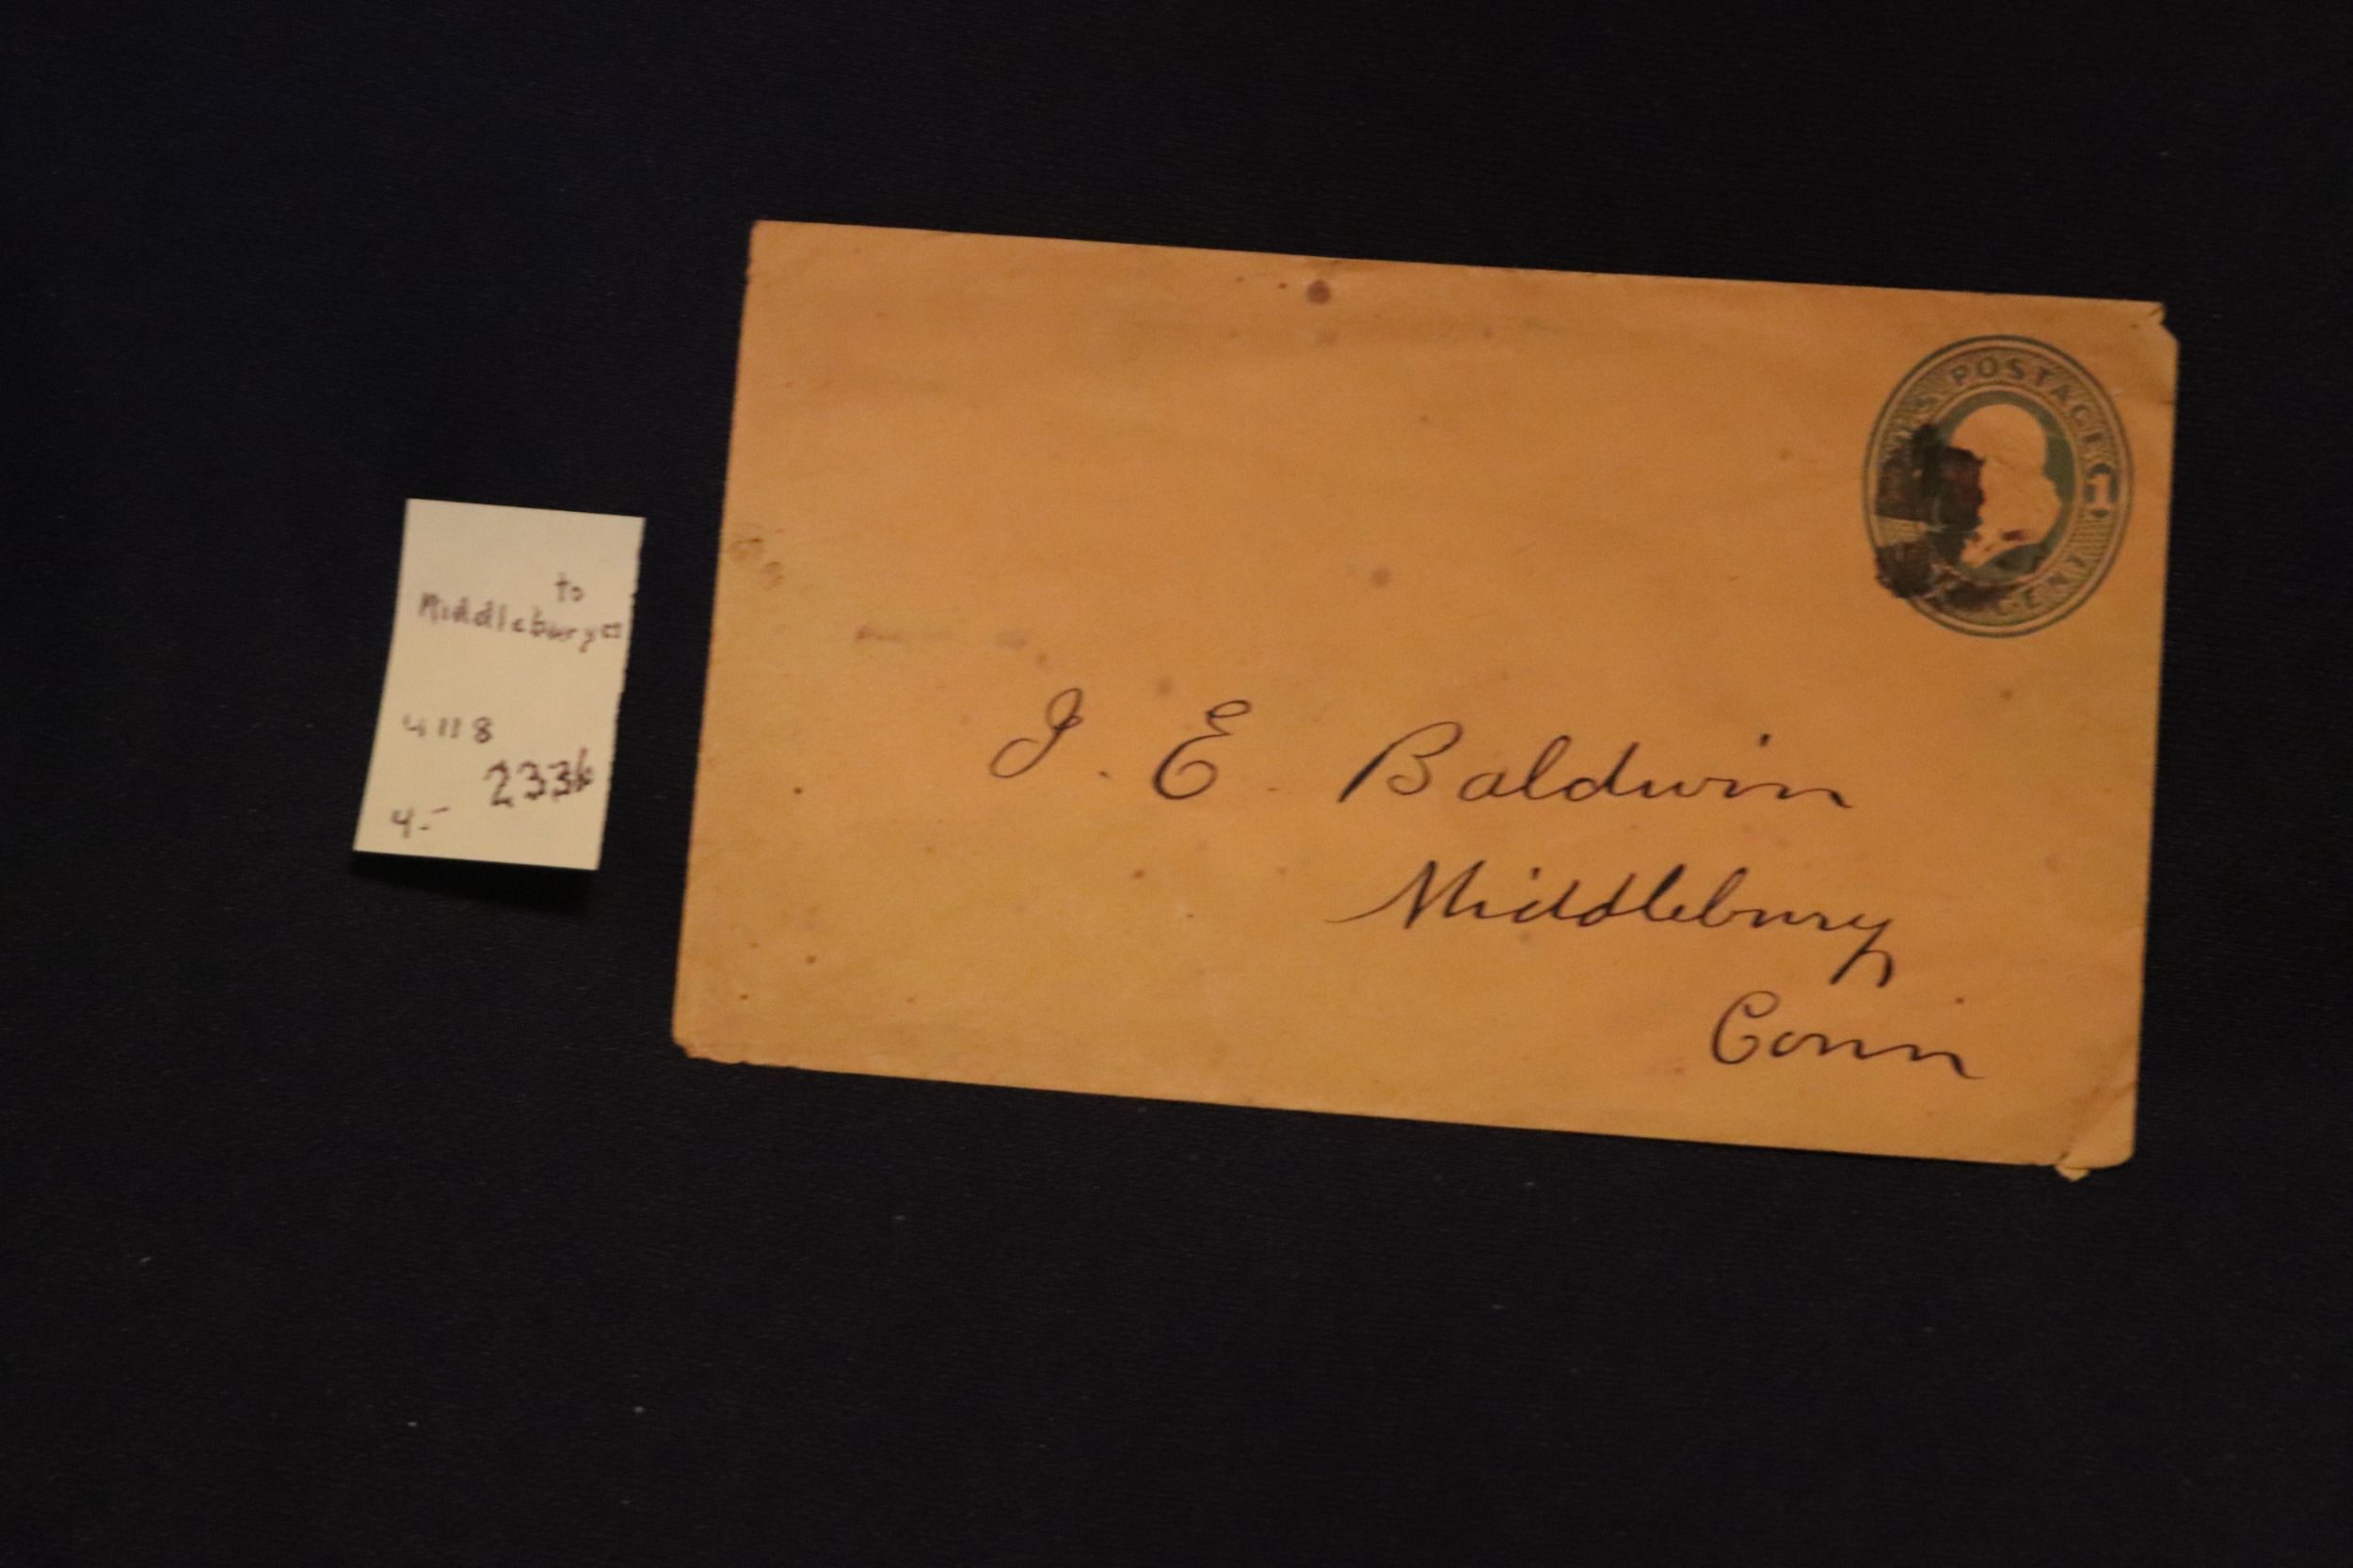 to
Middlebury CT
4118
2336
4.-
U.S. POSTAGE
1
CENT
J. E. Baldwin
Middlebury
Conn